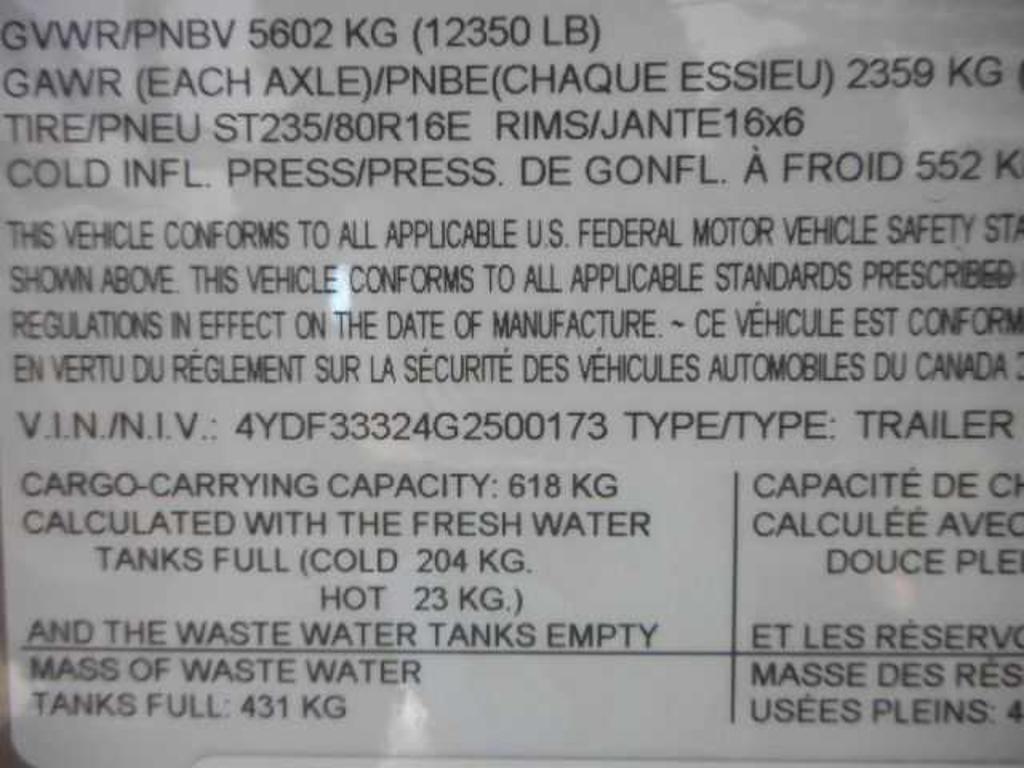 GVWR/PNBV 5602 KG (12350 LB)
GAWR (EACH AXLE)/PNBE(CHAQUE ESSIEU) 2359 KG (
TIRE/PNEU ST235/80R16E RIMS/JANTE16x6
COLD INFL. PRESS/PRESS. DE GONFL. À FROID 552 K
THIS VEHICLE CONFORMS TO ALL APPLICABLE U.S. FEDERAL MOTOR VEHICLE SAFETY STA
SHOWN ABOVE. THIS VEHICLE CONFORMS TO ALL APPLICABLE STANDARDS PRESCRIBED
REGULATIONS IN EFFECT ON THE DATE OF MANUFACTURE. ~ CE VÉHICULE EST CONFORM
EN VERTU DU RÉGLEMENT SUR LA SÉCURITÉ DES VÉHICULES AUTOMOBILES DU CANADA
V.I.N./N.I.V.: 4YDF33324G2500173 TYPE/TYPE: TRAILER
CARGO-CARRYING CAPACITY: 618 KG
CALCULATED WITH THE FRESH WATER
TANKS FULL (COLD 204 KG.
HOT 23 KG.)
AND THE WASTE WATER TANKS EMPTY
MASS OF WASTE WATER
TANKS FULL: 431 KG
CAPACITÉ DE CH
CALCULÉÉ AVEC
DOUCE PLEI
ET LES RÉSERVO
MASSE DES RÉS
USÉES PLEINS: 4